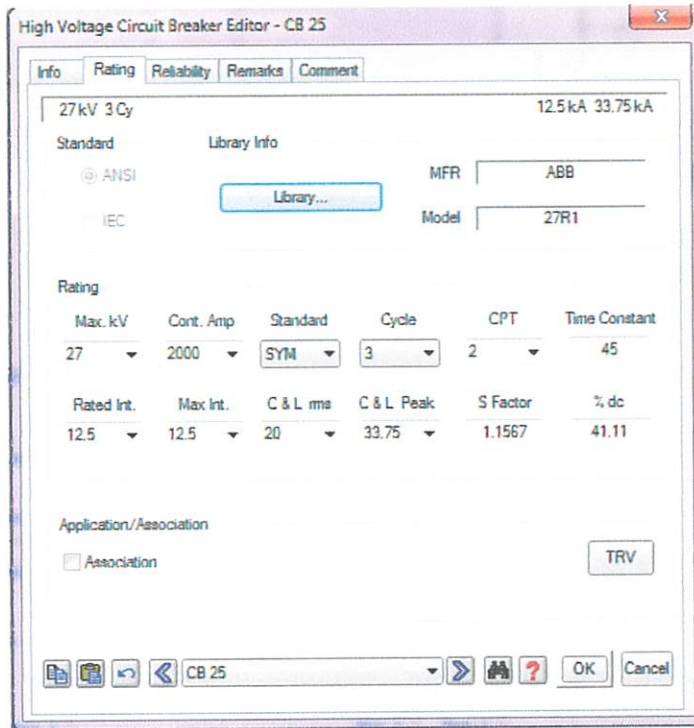 High Voltage Circuit Breaker Editor - CB 25
Info Rating Reliability Remarks Comment
27 kV 3 Cy 12.5 kA 33.75 kA
Standard Library Info
ANSI MFR ABB
Library...
IEC Model 27R1
Rating
Max. kV Cont. Amp Standard Cycle CPT Time Constant
27 2000 SYM 3 2 45
Rated Int. Max Int. C & L rms C & L Peak S Factor % dc
12.5 12.5 20 33.75 1.1567 41.11
Application/Association
Association TRV
CB 25 ? OK Cancel